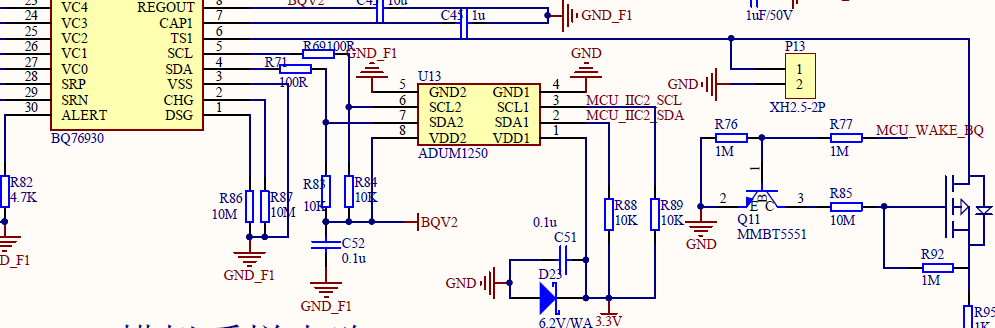 23 VC4 REGOUT 8 BQV2 C43 10u
24 VC3 CAP1 7 C45 1u GND_F1 1uF/50V
25 VC2 TS1 6
26 VC1 SCL 5 R69 100R GND_F1 GND P13
27 VC0 SDA 4 R71 U13 1
28 SRP VSS 3 100R 5 GND2 GND1 4 GND 2
29 SRN CHG 2 6 SCL2 SCL1 3 MCU_IIC2_SCL XH2.5-2P
30 ALERT DSG 1 7 SDA2 SDA1 2 MCU_IIC2_SDA
BQ76930 8 VDD2 VDD1 1 R76 R77 MCU_WAKE_BQ
ADUM1250 1M 1M
1
R82 R83 R84
4.7K R86 R87 10K 10K R88 R89 2 E B C 3 R85
10M 10M BQV2 0.1u 10K 10K Q11 10M
C52 C51 GND MMBT5551
D_F1 0.1u R92
GND_F1 GND D23 1M
GND_F1 6.2V/WA 3.3V R95
1K